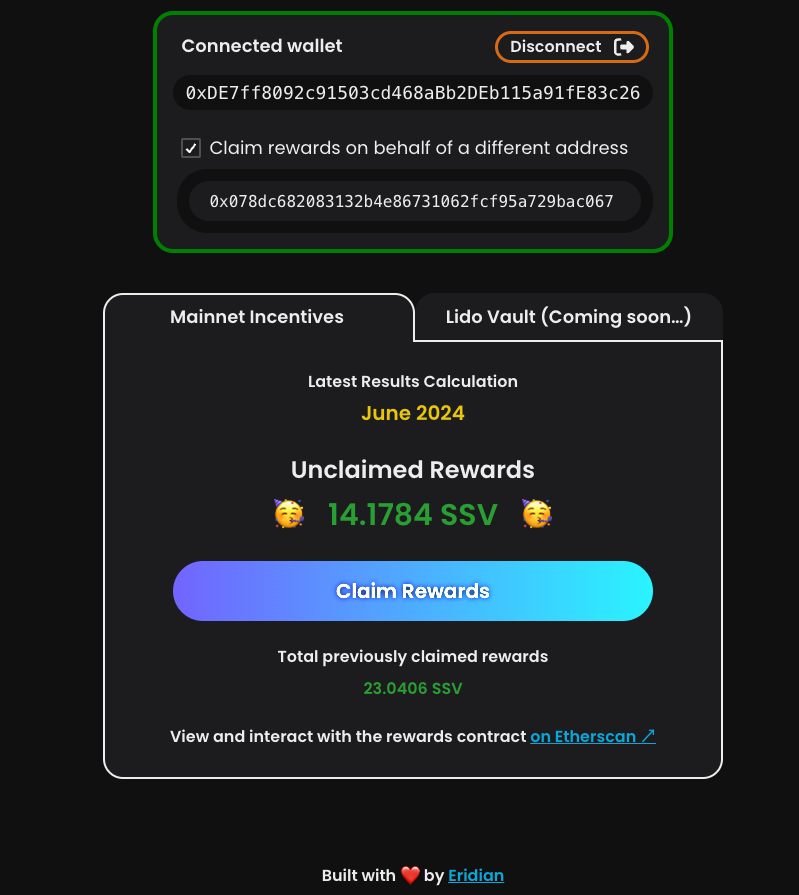 Connected wallet
Disconnect
0xDE7ff8092c91503cd468aBb2DEb115a91fE83c26
Claim rewards on behalf of a different address
0x078dc682083132b4e86731062fcf95a729bac067
Mainnet Incentives
Lido Vault (Coming soon...)
Latest Results Calculation
June 2024
Unclaimed Rewards
🥳 14.1784 SSV 🥳
Claim Rewards
Total previously claimed rewards
23.0406 SSV
View and interact with the rewards contract on Etherscan ↗
Built with ❤️ by Eridian